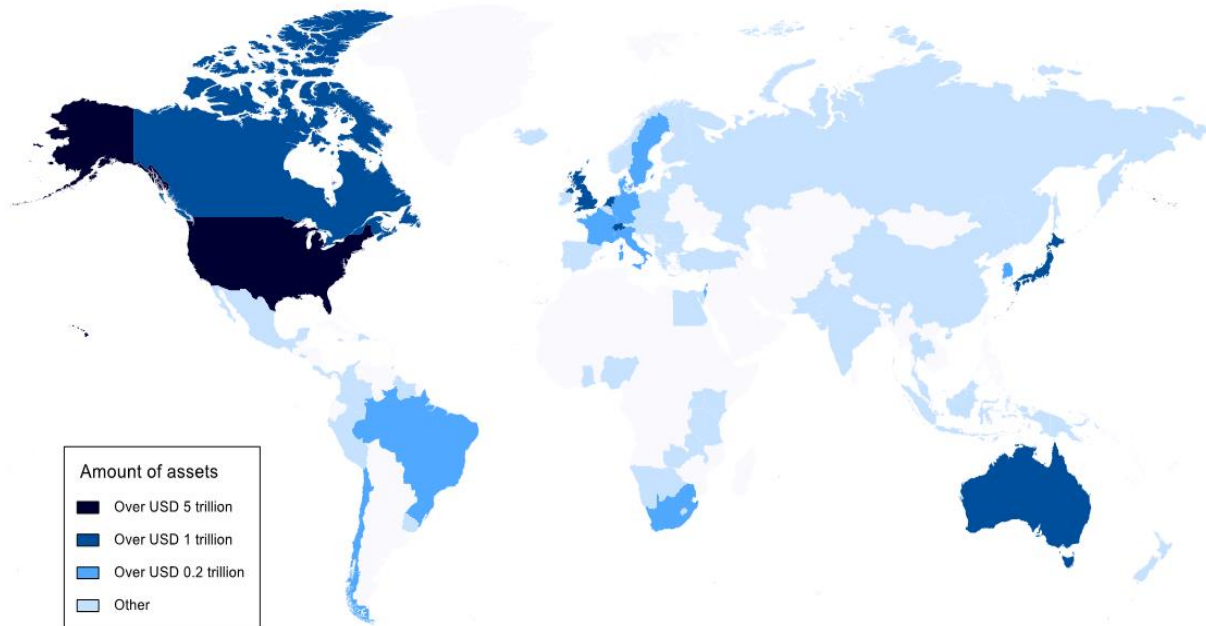 Amount of assets
Over USD 5 trillion
Over USD 1 trillion
Over USD 0.2 trillion
Other